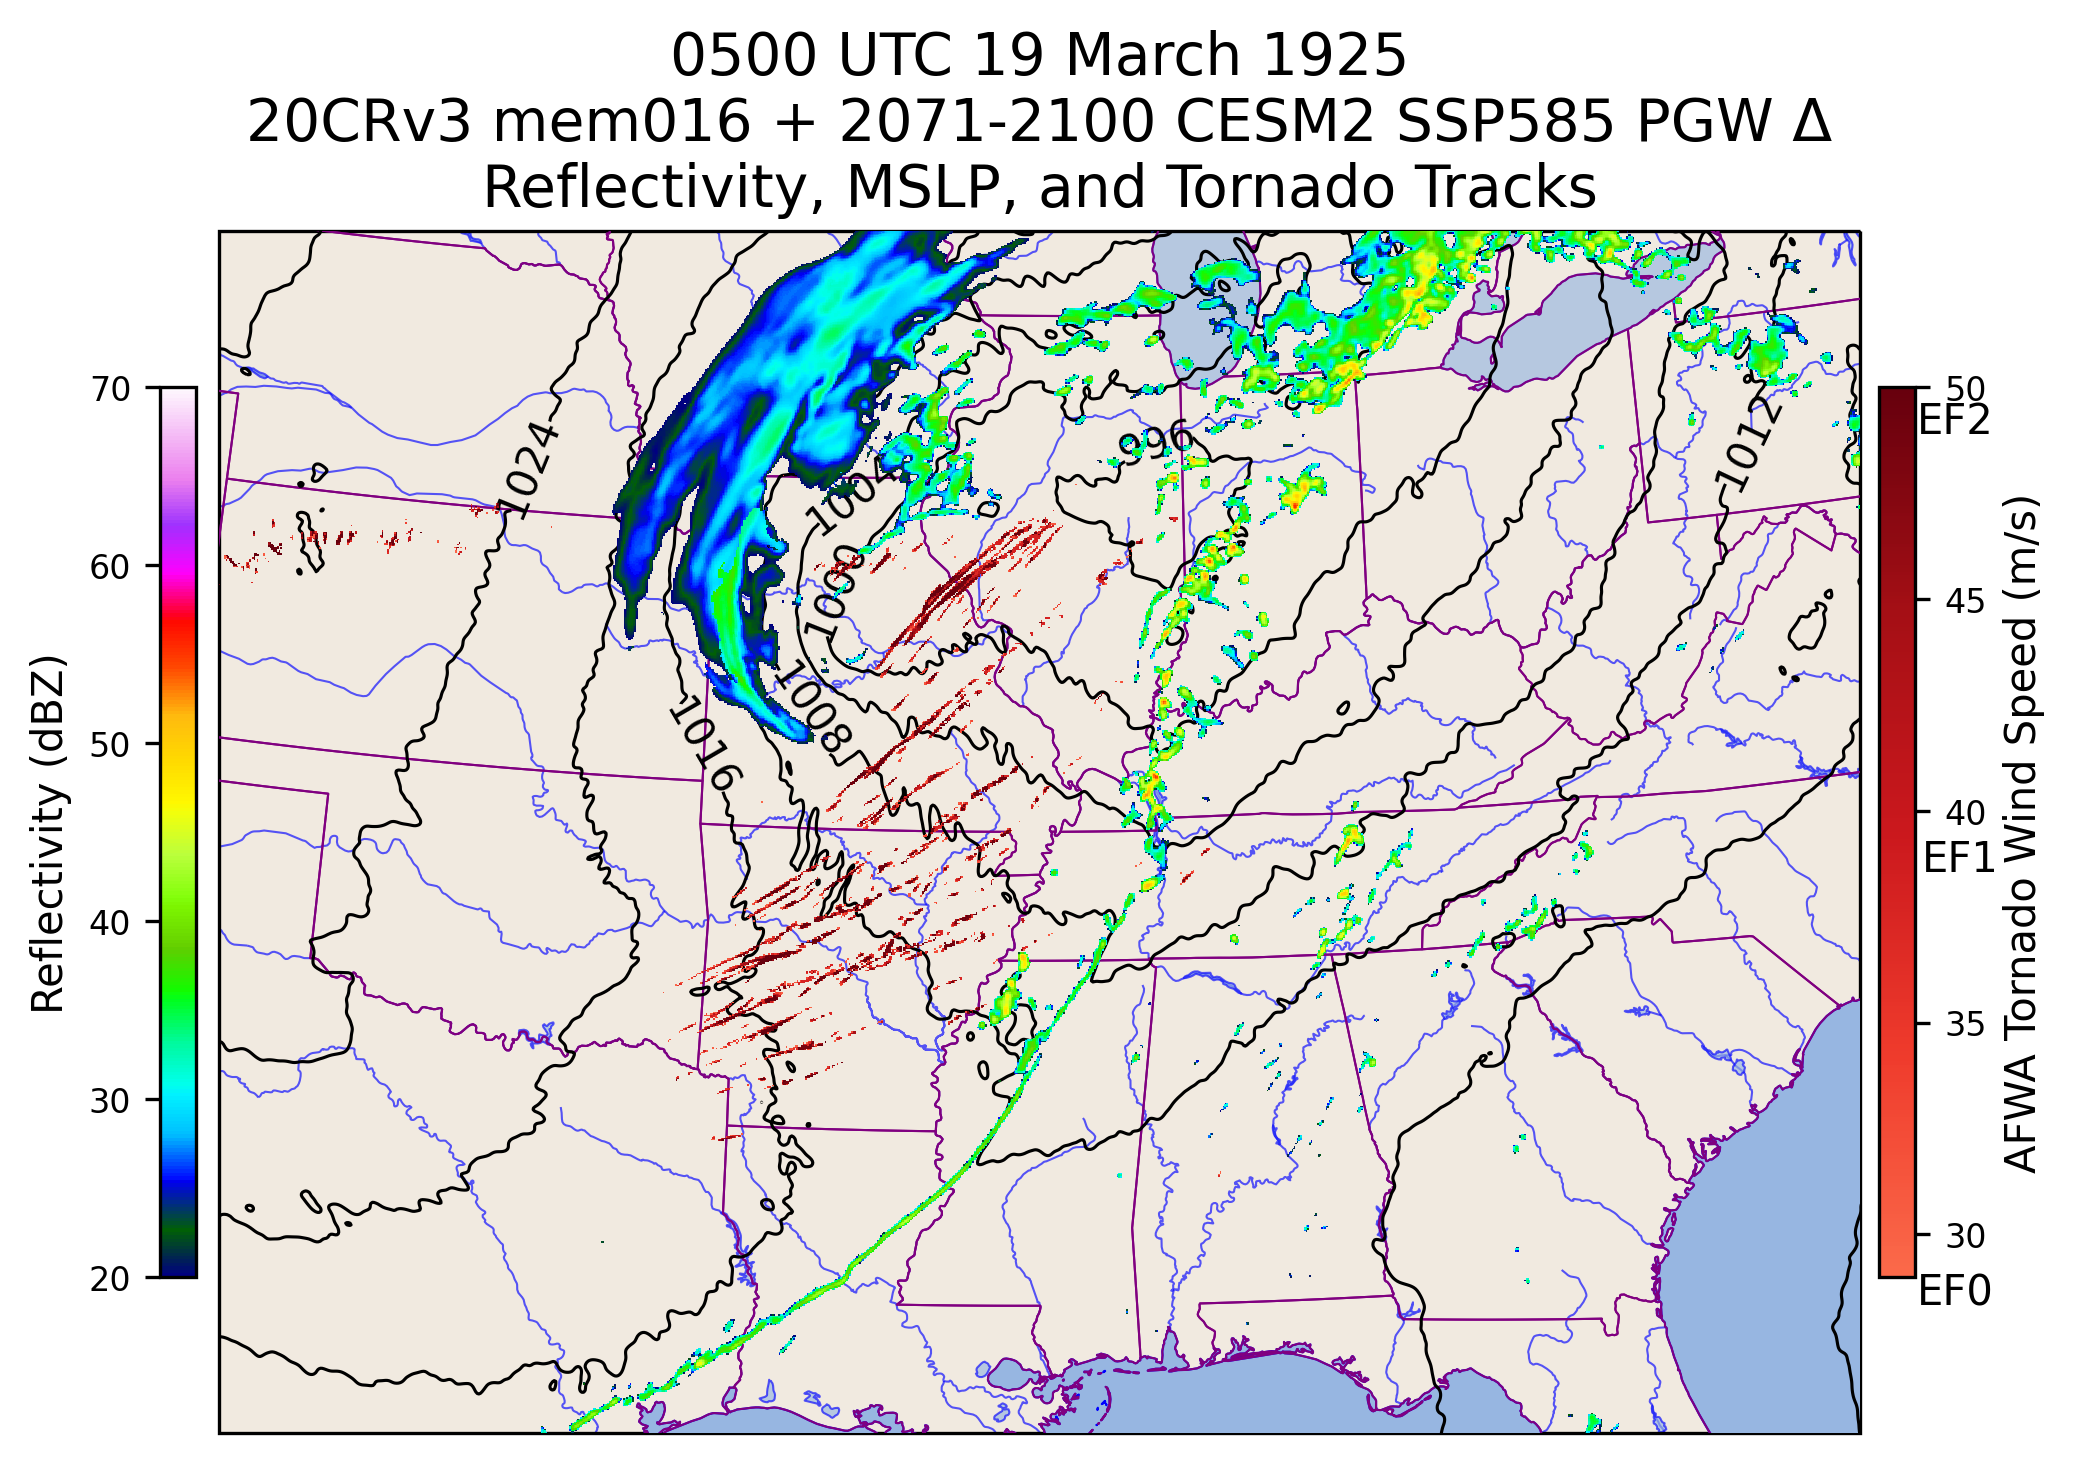 0500 UTC 19 March 1925
20CRv3 mem016 + 2071-2100 CESM2 SSP585 PGW Δ
Reflectivity, MSLP, and Tornado Tracks
Reflectivity (dBZ)
70
60
50
40
30
20
1024
1016
1008
1004
1000
996
1012
50
EF2
45
40
EF1
35
30
EF0
AFWA Tornado Wind Speed (m/s)